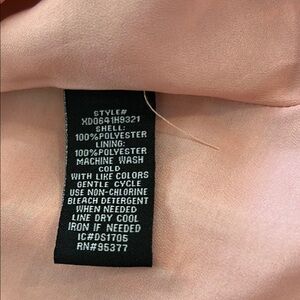 STYLE#
XD0641H9321
SHELL:
100%POLYESTER
LINING:
100%POLYESTER
MACHINE WASH
COLD
WITH LIKE COLORS
GENTLE CYCLE
USE NON-CHLORINE
BLEACH DETERGENT
WHEN NEEDED
LINE DRY COOL
IRON IF NEEDED
IC#DS1705
RN#95377